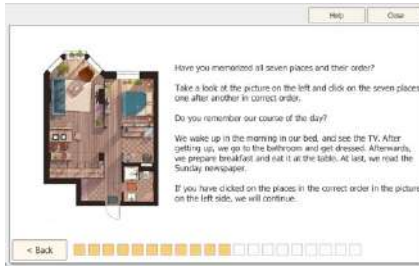 Help Close
Have you memorized all seven places and their order?
Take a look at the picture on the left and click on the seven places
one after another in correct order.
Do you remember our course of the day?
We wake up in the morning in our bed, and see the TV. After
getting up, we go to the bathroom and get dressed. Afterwards,
we prepare breakfast and eat it at the table. At last, we read the
Sunday newspaper.
If you have clicked on the places in the correct order in the picture
on the left side, we will continue.
< Back